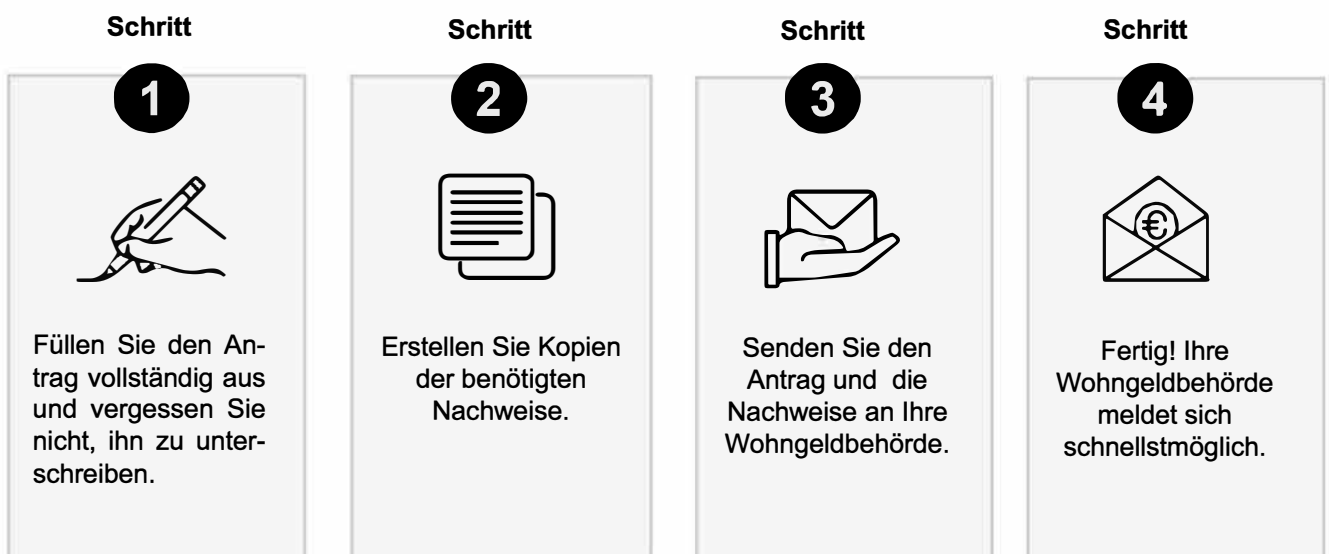 Schritt
1
Füllen Sie den An-
trag vollständig aus
und vergessen Sie
nicht, ihn zu unter-
schreiben.
Schritt
2
Erstellen Sie Kopien
der benötigten
Nachweise.
Schritt
3
Senden Sie den
Antrag und  die
Nachweise an Ihre
Wohngeldbehörde.
Schritt
4
€
Fertig! Ihre
Wohngeldbehörde
meldet sich
schnellstmöglich.